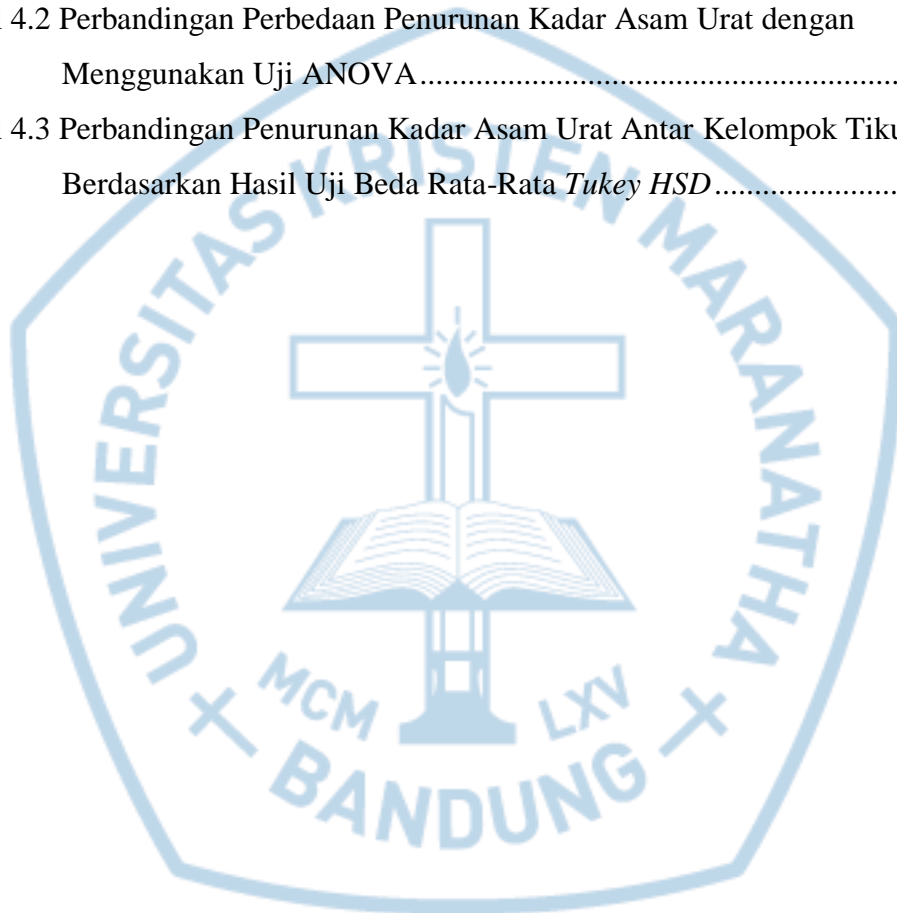 4.2 Perbandingan Perbedaan Penurunan Kadar Asam Urat dengan
Menggunakan Uji ANOVA........................................................
4.3 Perbandingan Penurunan Kadar Asam Urat Antar Kelompok Tiku
Berdasarkan Hasil Uji Beda Rata-Rata Tukey HSD......................
UNIVERSITAS KRISTEN MARANATHA
MCM LXV
BANDUNG